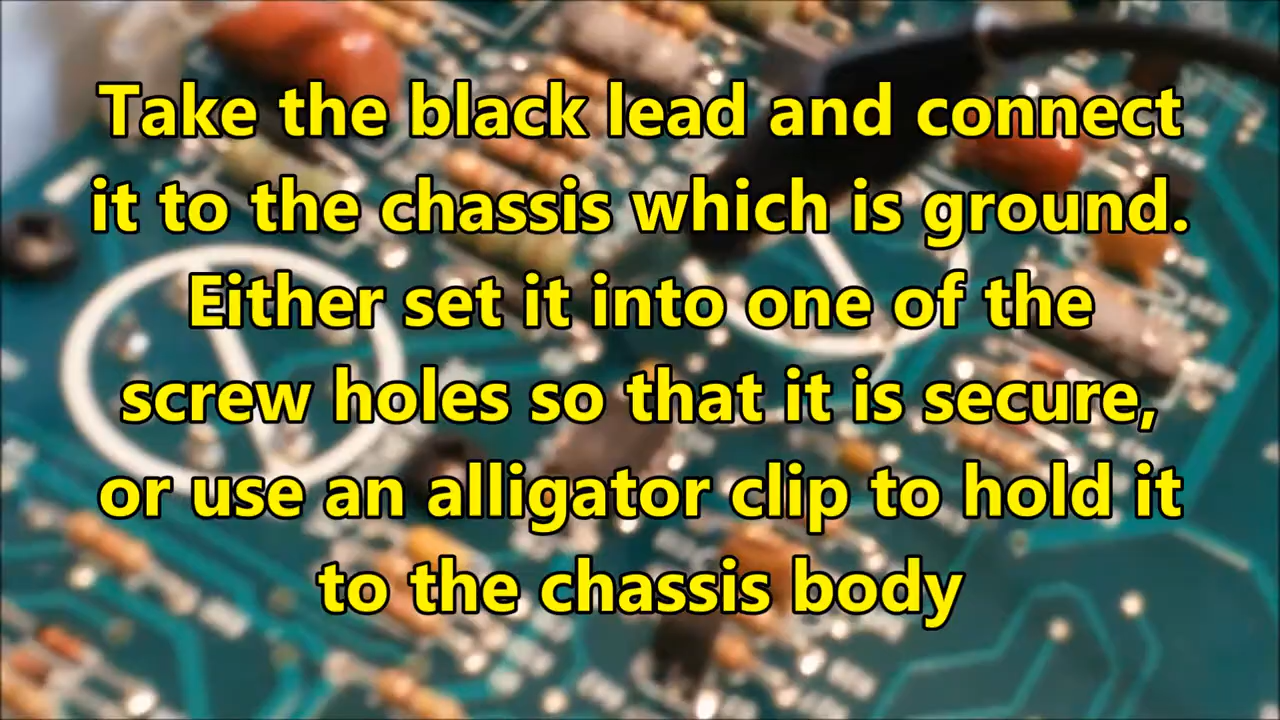 Take the black lead and connect
it to the chassis which is ground.
Either set it into one of the
screw holes so that it is secure,
or use an alligator clip to hold it
to the chassis body